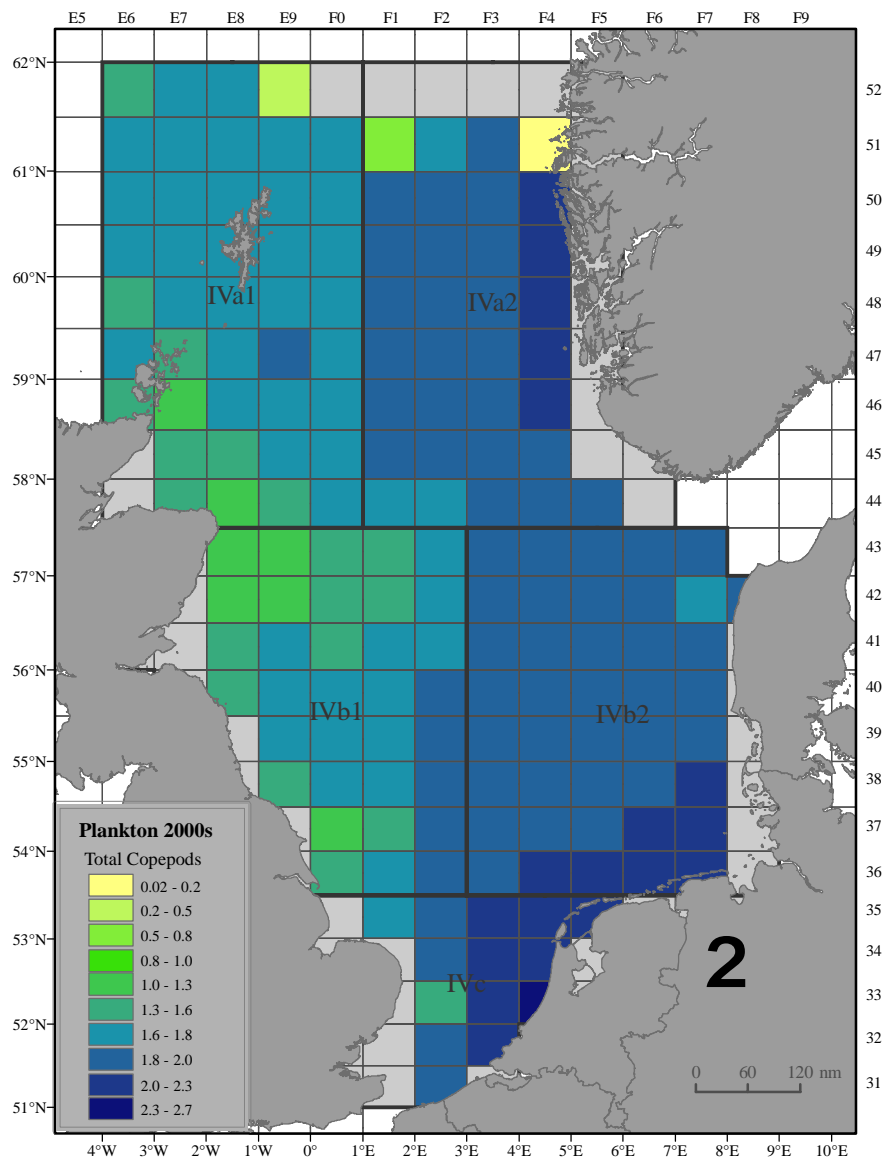 E5 E6 E7 E8 E9 F0 F1 F2 F3 F4 F5 F6 F7 F8 F9
62°N
52
51
61°N
50
49
60°N
IVa1
IVa2
48
47
59°N
46
45
58°N
44
43
57°N
42
41
56°N
40
IVb1
IVb2
39
55°N
38
Plankton 2000s
37
54°N
Total Copepods
36
0.02 - 0.2
0.2 - 0.5
35
0.5 - 0.8
53°N
34
0.8 - 1.0
2
IVc
1.0 - 1.3
33
1.3 - 1.6
52°N
1.6 - 1.8
32
1.8 - 2.0
0 60 120 nm
31
2.0 - 2.3
2.3 - 2.7
51°N
4°W 3°W 2°W 1°W 0° 1°E 2°E 3°E 4°E 5°E 6°E 7°E 8°E 9°E 10°E